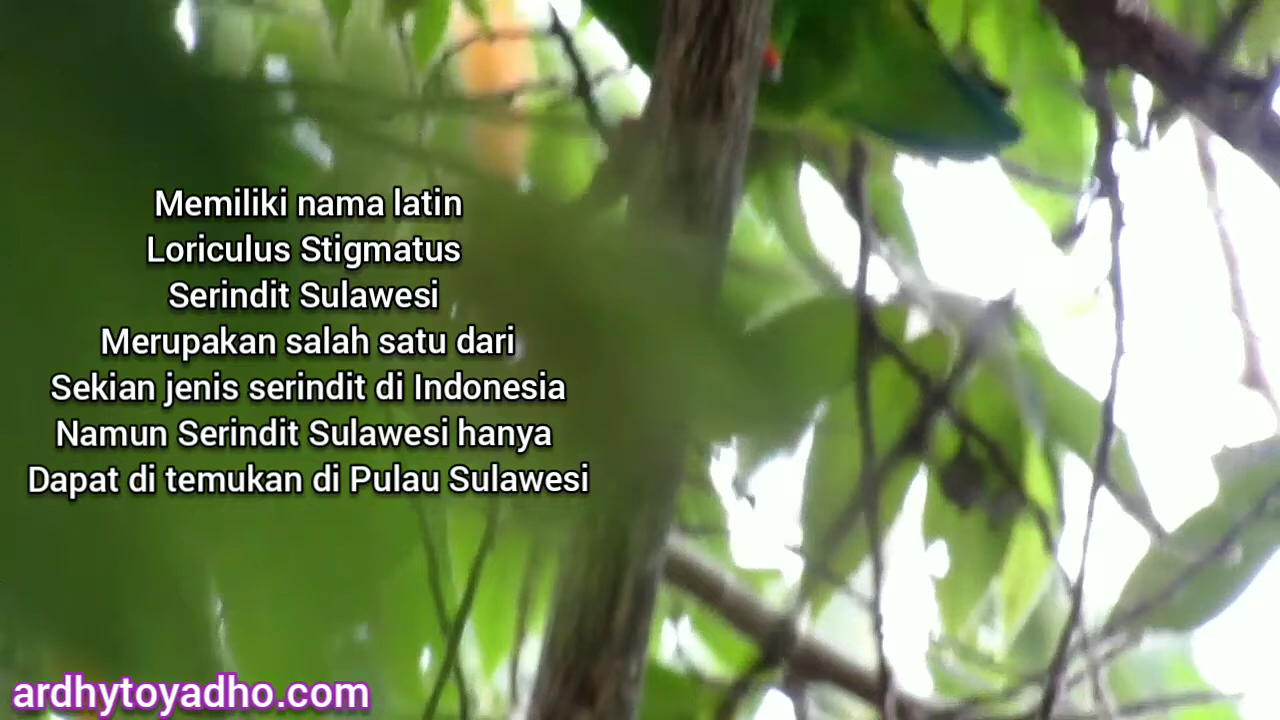 Memiliki nama latin
Loriculus Stigmatus
Serindit Sulawesi
Merupakan salah satu dari
Sekian jenis serindit di Indonesia
Namun Serindit Sulawesi hanya
Dapat di temukan di Pulau Sulawesi
ardhytoyadho.com